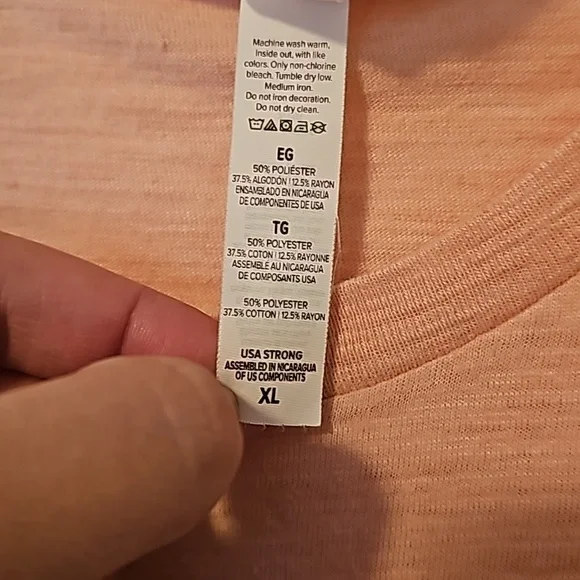 Machine wash warm,
inside out, with like
colors. Only non-chlorine
bleach. Tumble dry low.
Medium iron.
Do not iron decoration.
Do not dry clean.
EG
50% POLIÉSTER
37.5% ALGODÓN | 12.5% RAYON
ENSAMBLADO EN NICARAGUA
DE COMPONENTES DE USA
TG
50% POLYESTER
37.5% COTON | 12.5% RAYONNE
ASSEMBLE AU NICARAGUA
DE COMPOSANTS USA
50% POLYESTER
37.5% COTTON | 12.5% RAYON
USA STRONG
ASSEMBLED IN NICARAGUA
OF US COMPONENTS
XL